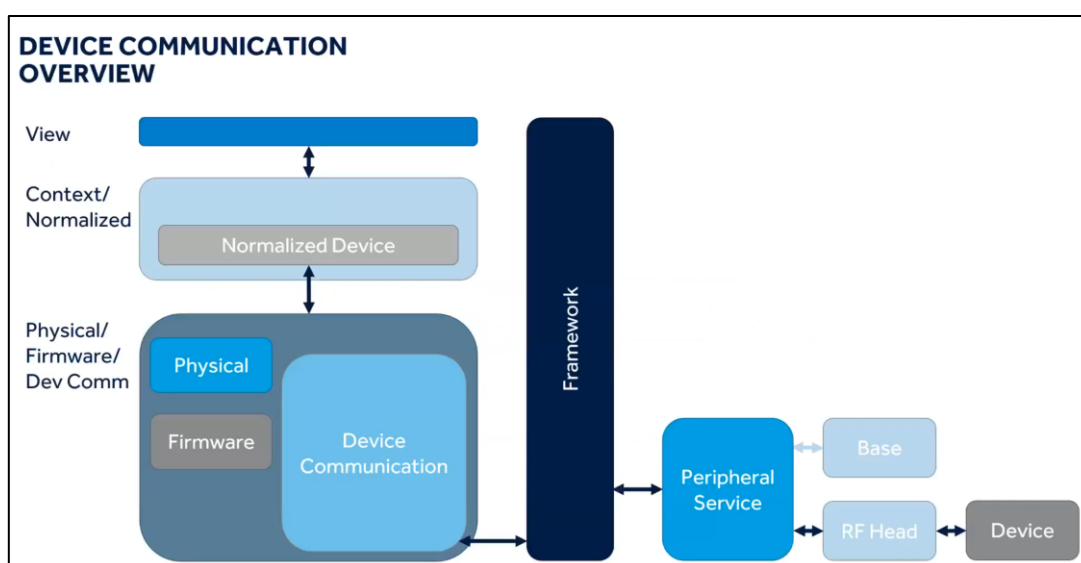 DEVICE COMMUNICATION
OVERVIEW
View
Context/
Normalized
Normalized Device
Physical/
Firmware/
Dev Comm
Physical
Firmware
Device
Communication
Framework
Peripheral
Service
Base
RF Head
Device